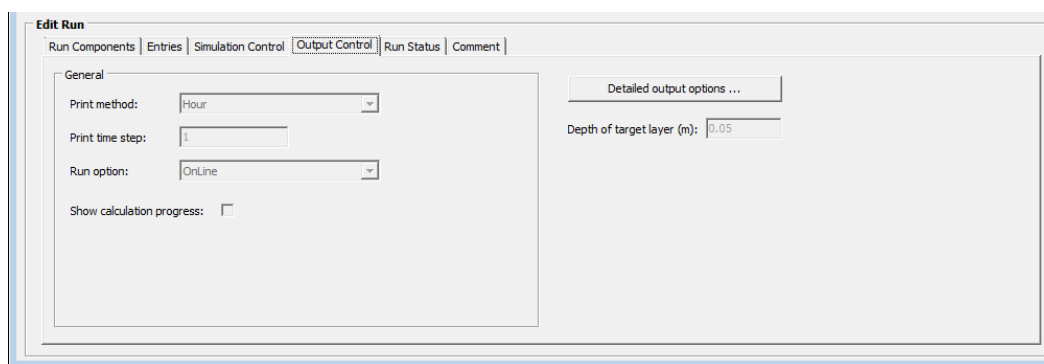 Edit Run
Run Components Entries Simulation Control Output Control Run Status Comment
General
Print method: Hour
Print time step: 1
Run option: OnLine
Show calculation progress:
Detailed output options ...
Depth of target layer (m): 0.05